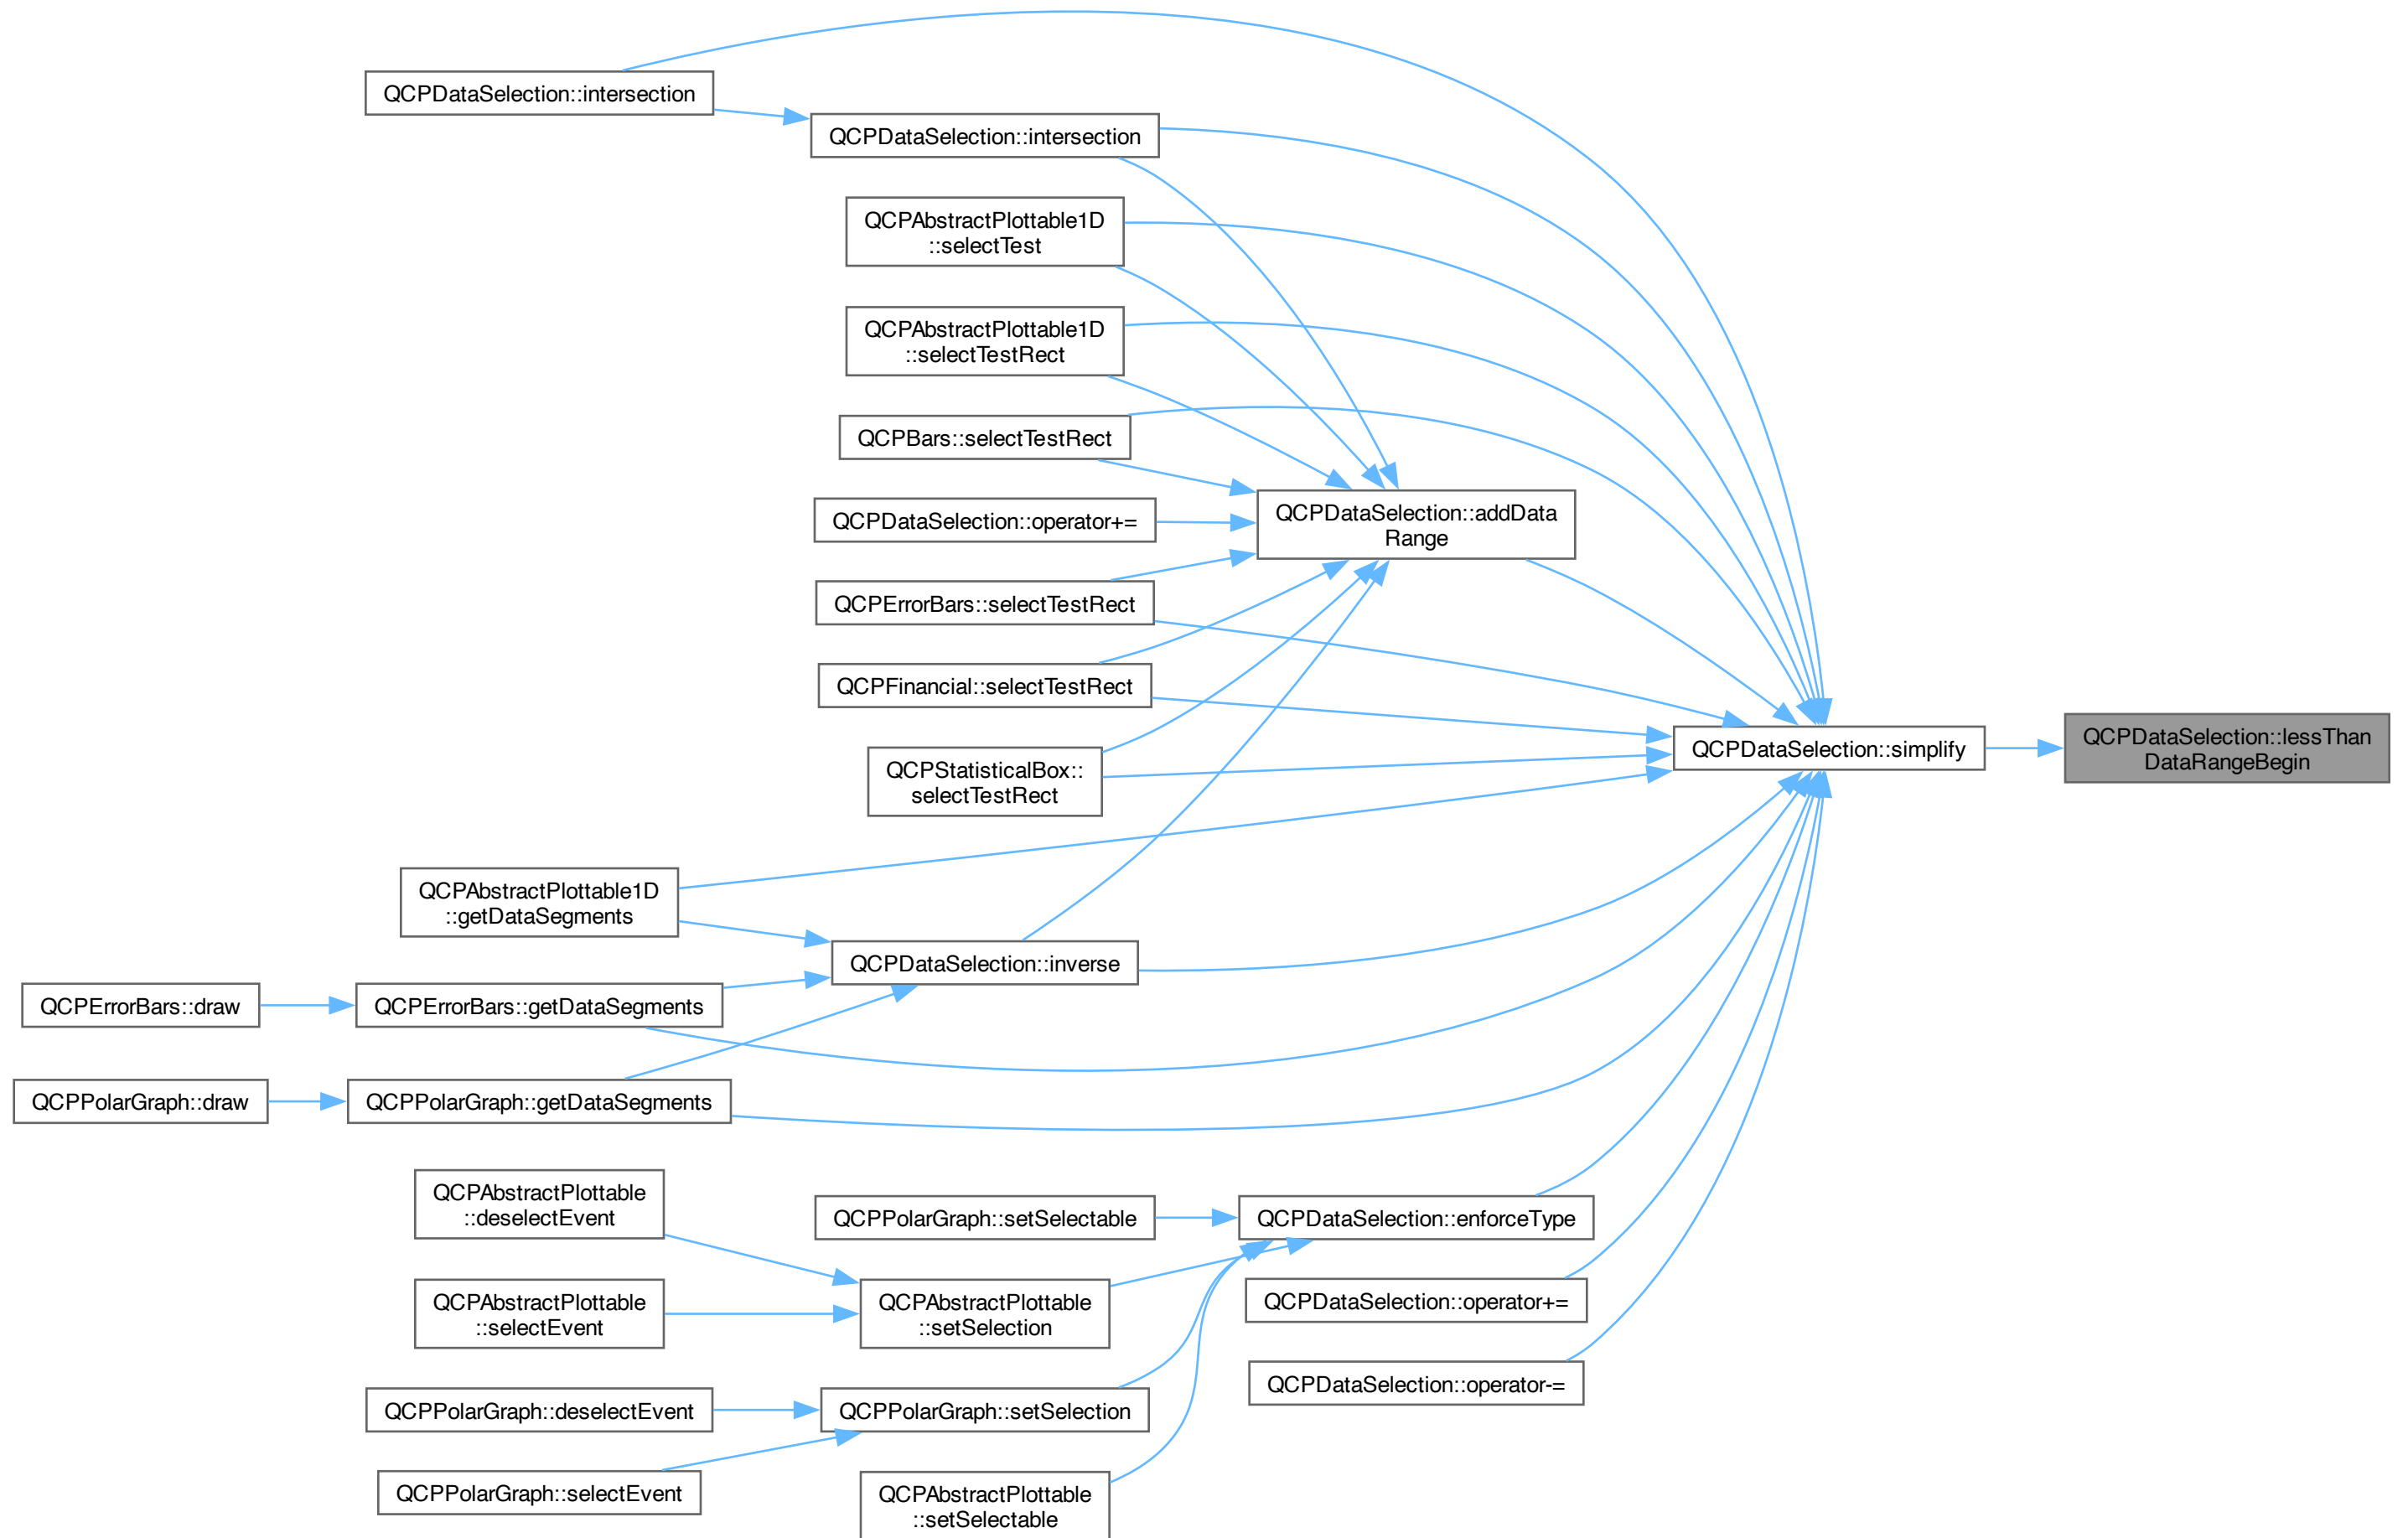 QCPDataSelection::intersection
QCPDataSelection::intersection
QCPAbstractPlottable1D
::selectTest
QCPAbstractPlottable1D
::selectTestRect
QCPBars::selectTestRect
QCPDataSelection::operator+=
QCPDataSelection::addData
Range
QCPErrorBars::selectTestRect
QCPFinancial::selectTestRect
QCPDataSelection::simplify
QCPDataSelection::lessThan
DataRangeBegin
QCPStatisticalBox::
selectTestRect
QCPAbstractPlottable1D
::getDataSegments
QCPDataSelection::inverse
QCPErrorBars::draw
QCPErrorBars::getDataSegments
QCPPolarGraph::draw
QCPPolarGraph::getDataSegments
QCPAbstractPlottable
::deselectEvent
QCPPolarGraph::setSelectable
QCPDataSelection::enforceType
QCPAbstractPlottable
::selectEvent
QCPAbstractPlottable
::setSelection
QCPDataSelection::operator+=
QCPDataSelection::operator-=
QCPPolarGraph::deselectEvent
QCPPolarGraph::setSelection
QCPPolarGraph::selectEvent
QCPAbstractPlottable
::setSelectable